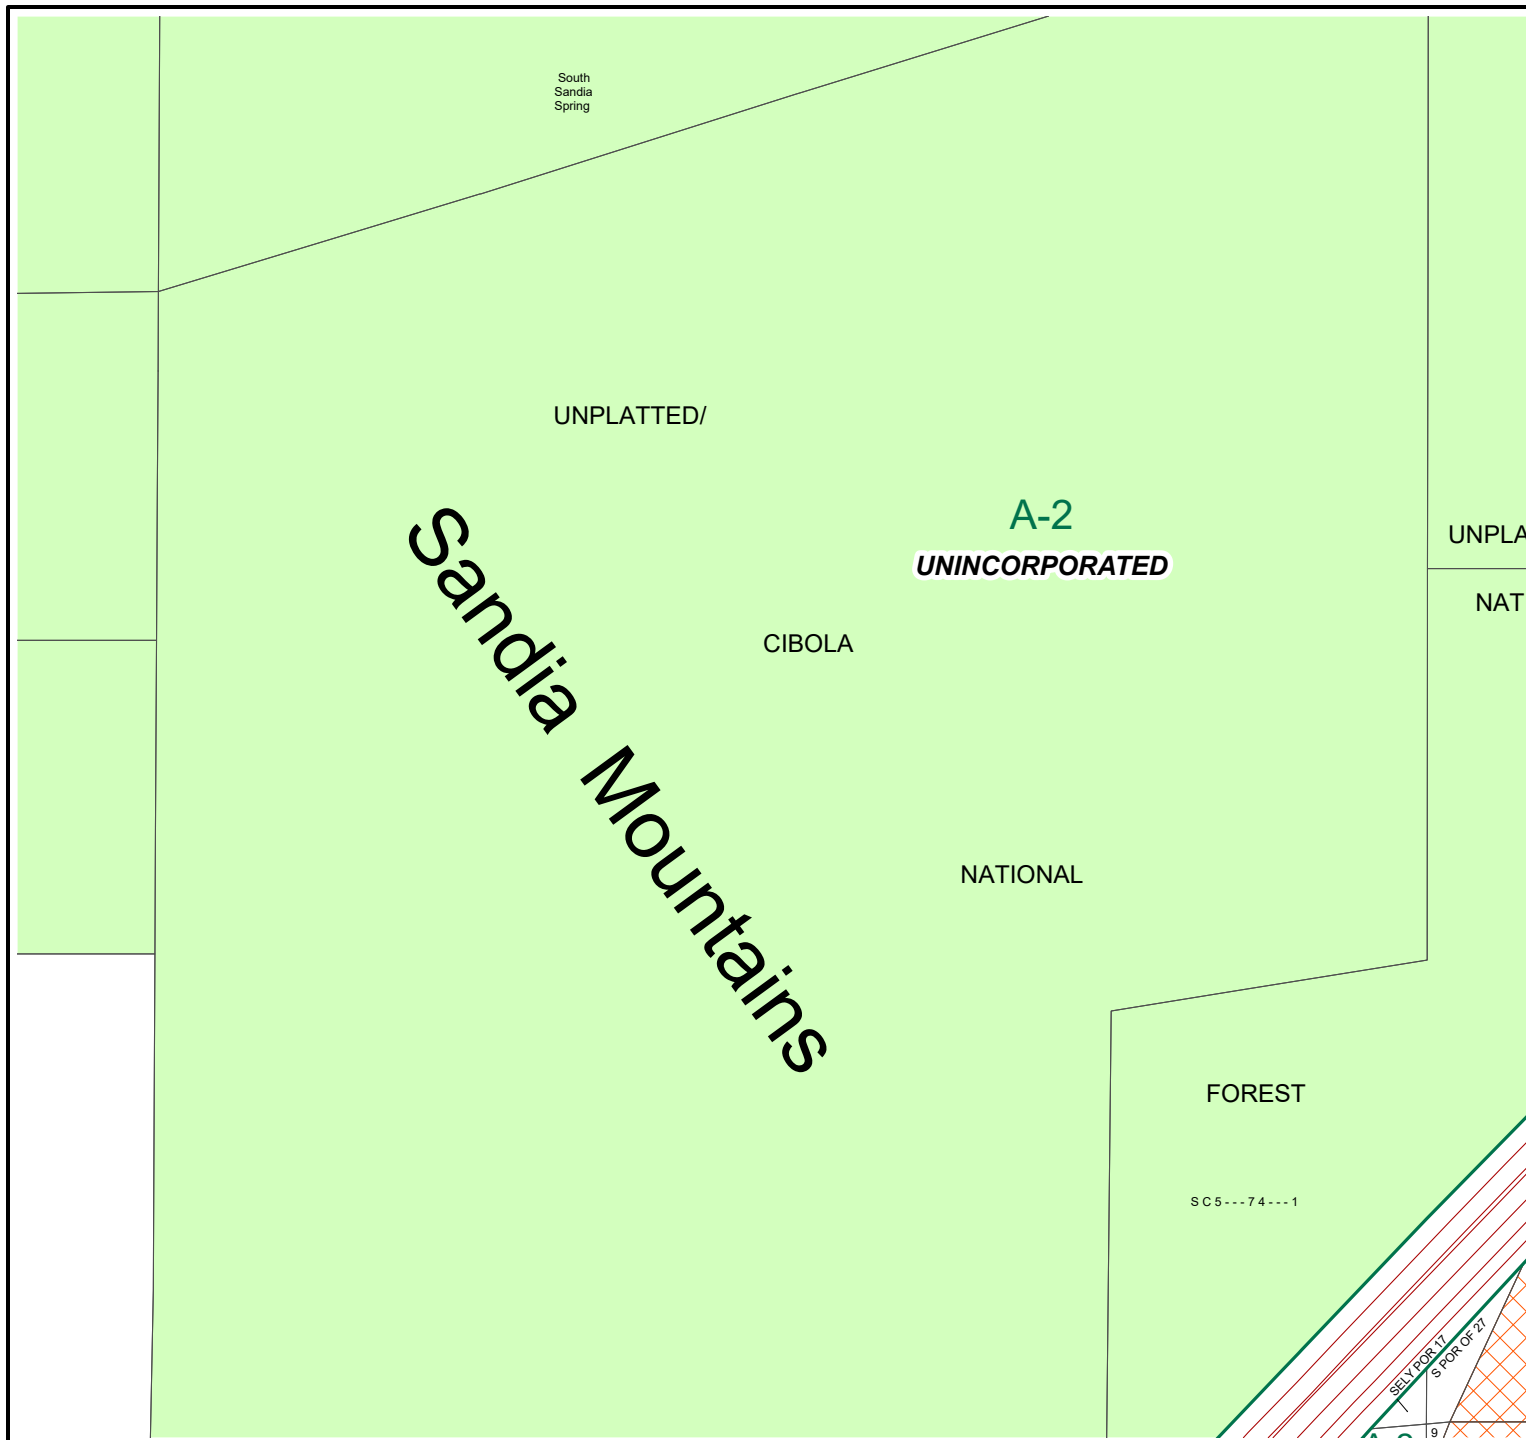 South
Sandia
Spring
UNPLATTED/
A-2
UNINCORPORATED
UNPLA
NAT
CIBOLA
Sandia Mountains
NATIONAL
FOREST
SC5---74---1
SELY POR 17
S POR OF 27
9